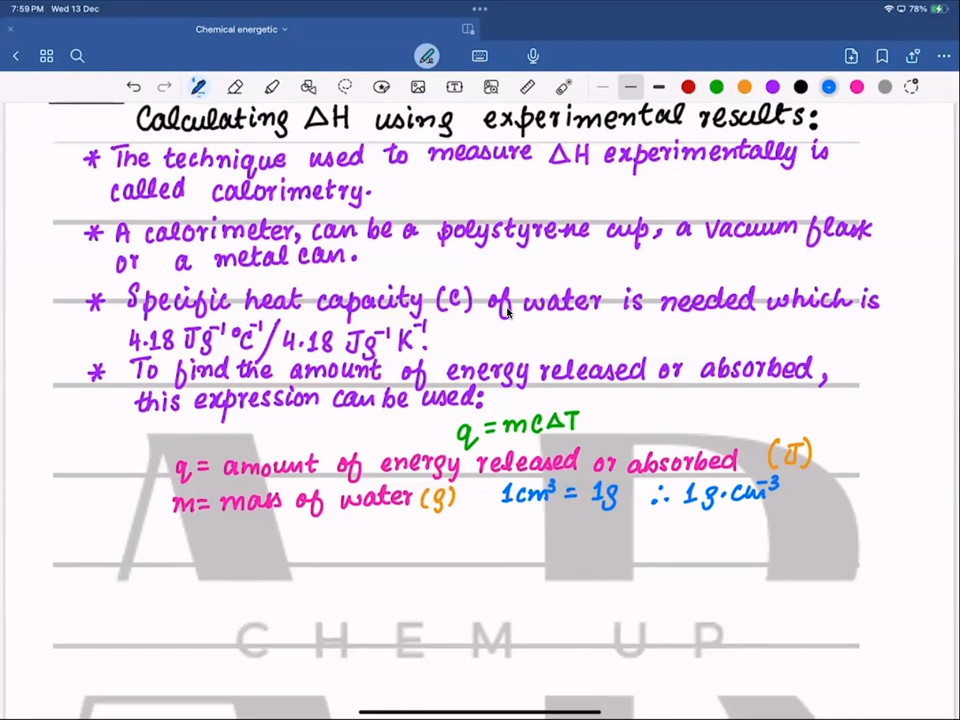 7:59 PM Wed 13 Dec
78%
Chemical energetic
Calculating ΔH using experimental results:
* The technique used to measure ΔH experimentally is
called calorimetry.
* A calorimeter, can be a polystyrene cup, a vacuum flask
or a metal can.
* Specific heat capacity (c) of water is needed which is
4.18 Jg⁻¹ °C⁻¹/4.18 Jg⁻¹ K⁻¹.
* To find the amount of energy released or absorbed,
this expression can be used:
q = mcΔT
q = amount of energy released or absorbed (J)
m = mass of water (g) 1cm³ = 1g ∴ 1g·cm⁻³
CHEM UP